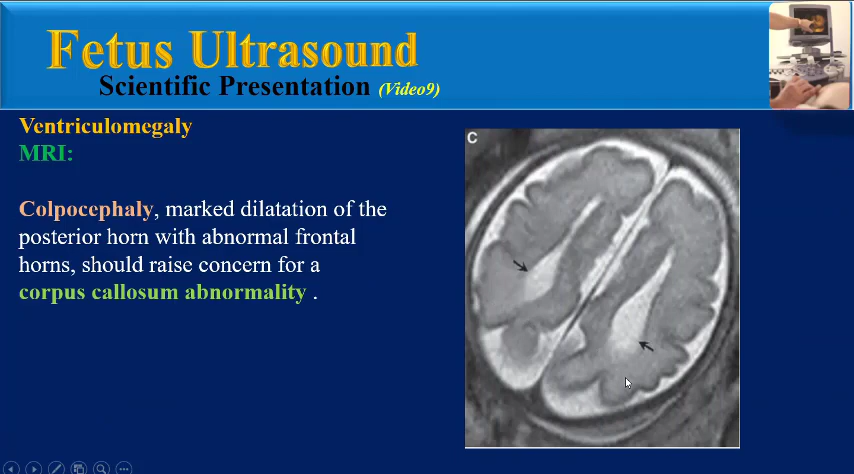 Fetus Ultrasound
Scientific Presentation (Video9)
Ventriculomegaly
MRI:
Colpocephaly, marked dilatation of the
posterior horn with abnormal frontal
horns, should raise concern for a
corpus callosum abnormality .
C